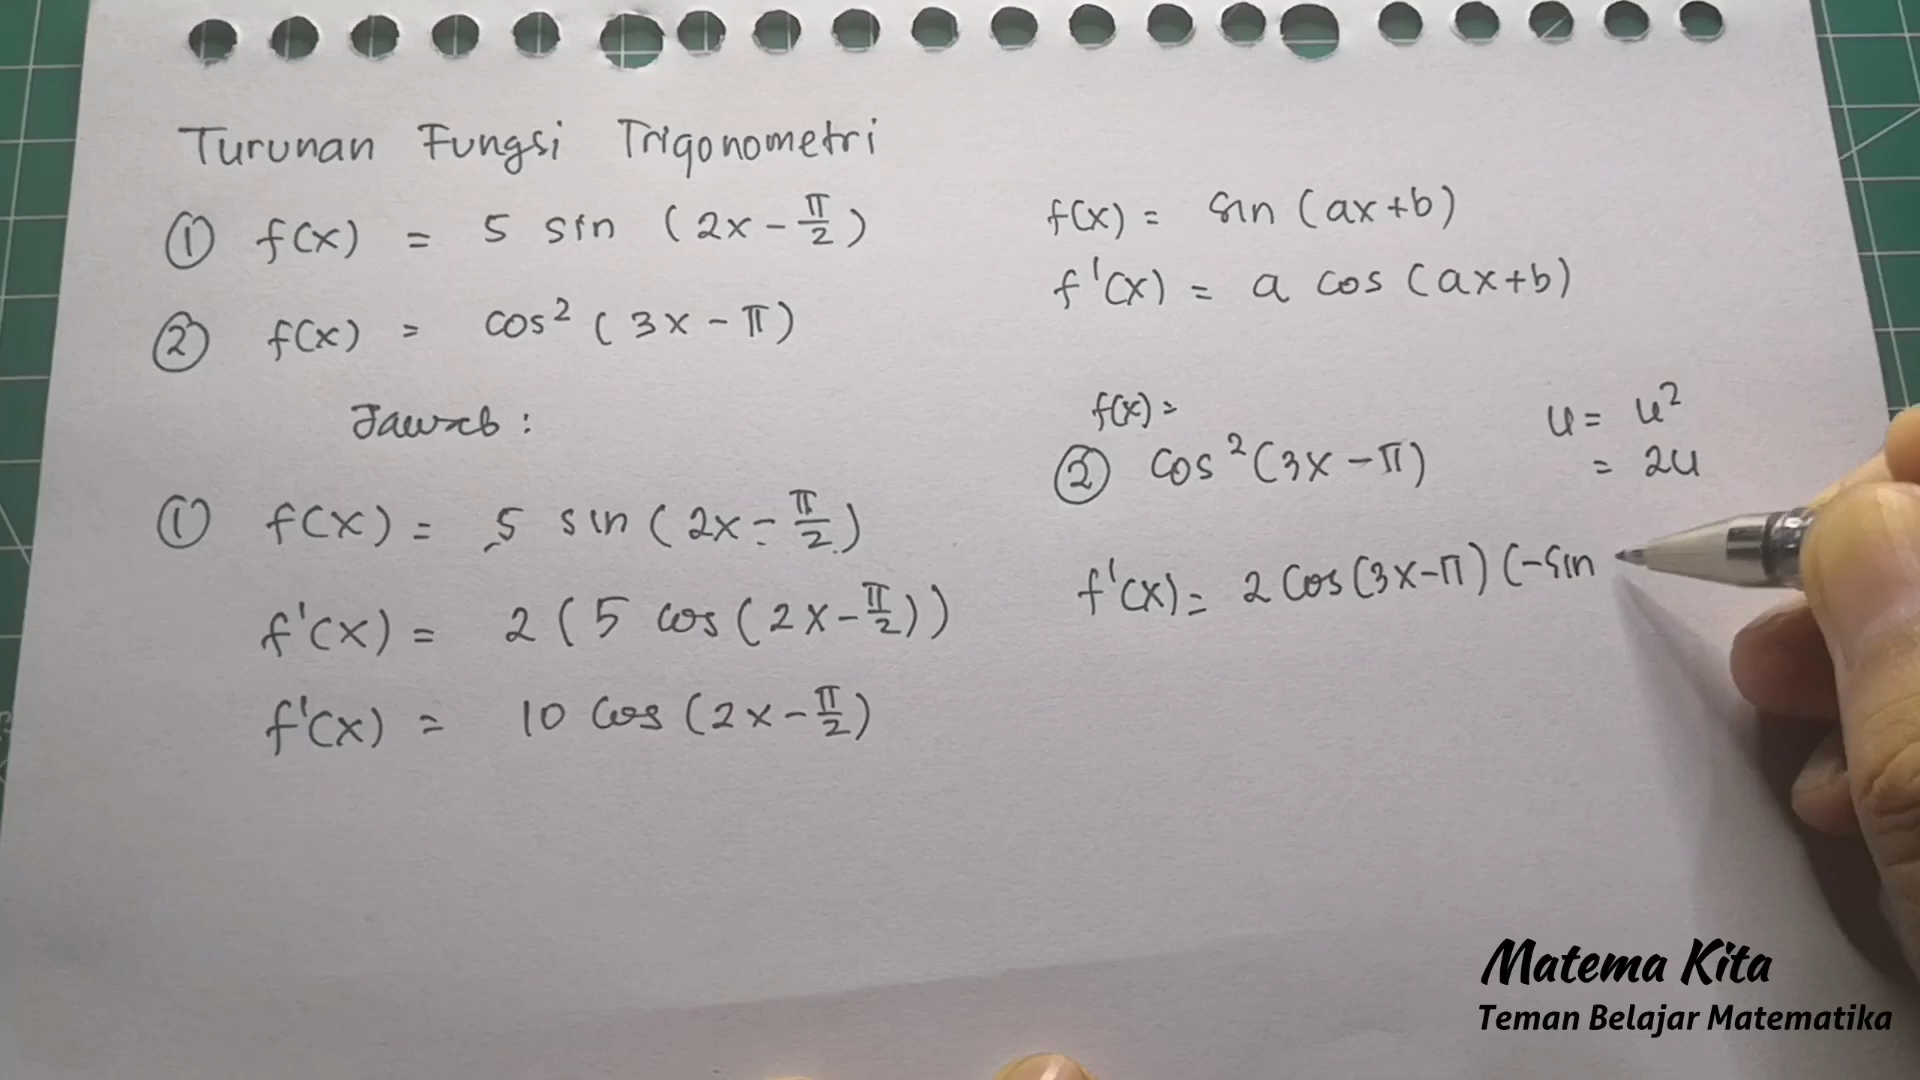 Turunan Fungsi Trigonometri
① f(x) = 5 sin (2x - π/2)
② f(x) = cos² (3x - π)
Jawab :
① f(x) = 5 sin (2x - π/2)
f'(x) = 2 ( 5 cos (2x - π/2))
f'(x) = 10 cos (2x - π/2)
f(x) = sin (ax+b)
f'(x) = a cos (ax+b)
f(x) =
② cos² (3x - π)
u = u²
= 2u
f'(x) = 2 cos (3x - π) (-sin
Matema Kita
Teman Belajar Matematika